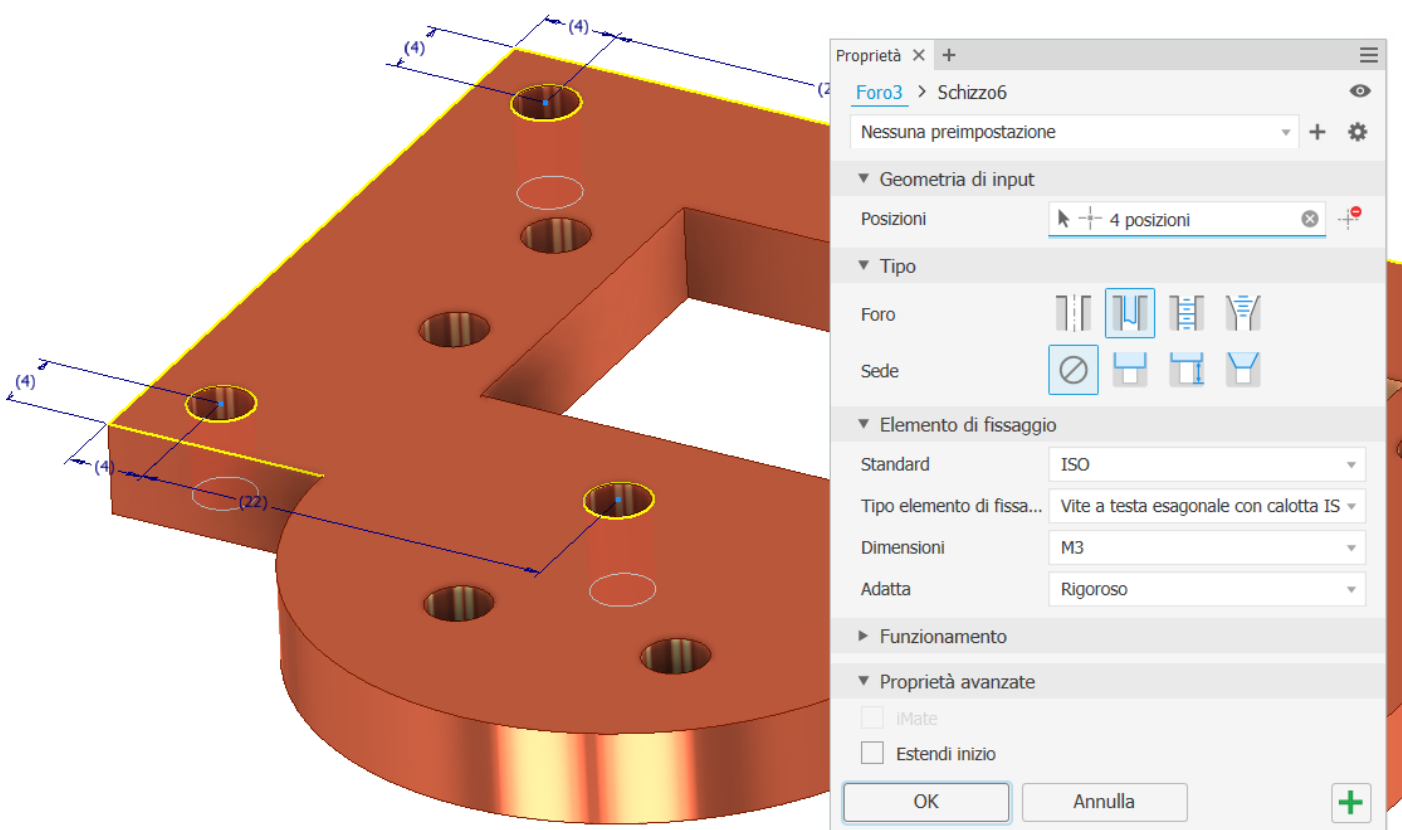 (4)
(4)
(2
(4)
(4)
(22)
Proprietà
Foro3 > Schizzo6
Nessuna preimpostazione
Geometria di input
Posizioni 4 posizioni
Tipo
Foro
Sede
Elemento di fissaggio
Standard ISO
Tipo elemento di fissa... Vite a testa esagonale con calotta IS
Dimensioni M3
Adatta Rigoroso
Funzionamento
Proprietà avanzate
iMate
Estendi inizio
OK Annulla